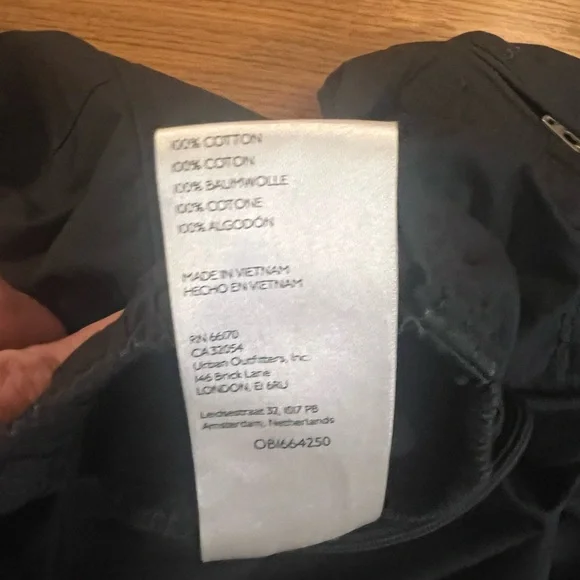 100% COTTON
100% COTON
100% BAUMWOLLE
100% COTONE
100% ALGODÓN
MADE IN VIETNAM
HECHO EN VIETNAM
RN 66170
CA 32054
Urban Outfitters, Inc.
146 Brick Lane
LONDON, E1 6RU
Leidsestraat 32, 1017 PB
Amsterdam, Netherlands
OB1664250